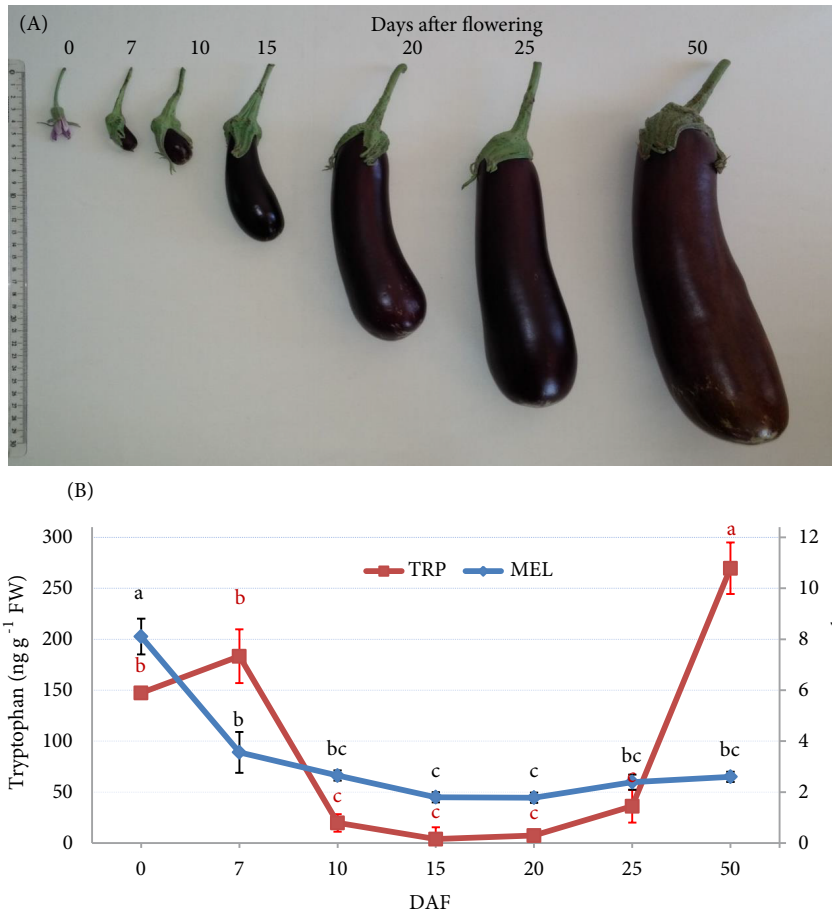 (A)
Days after flowering
0 7 10 15 20 25 50
(B)
300
250
200
150
100
50
0
Tryptophan (ng g⁻¹ FW)
12
10
8
6
4
2
0
TRP MEL
a b b b bc c c c c c bc c bc a
0 7 10 15 20 25 50
DAF